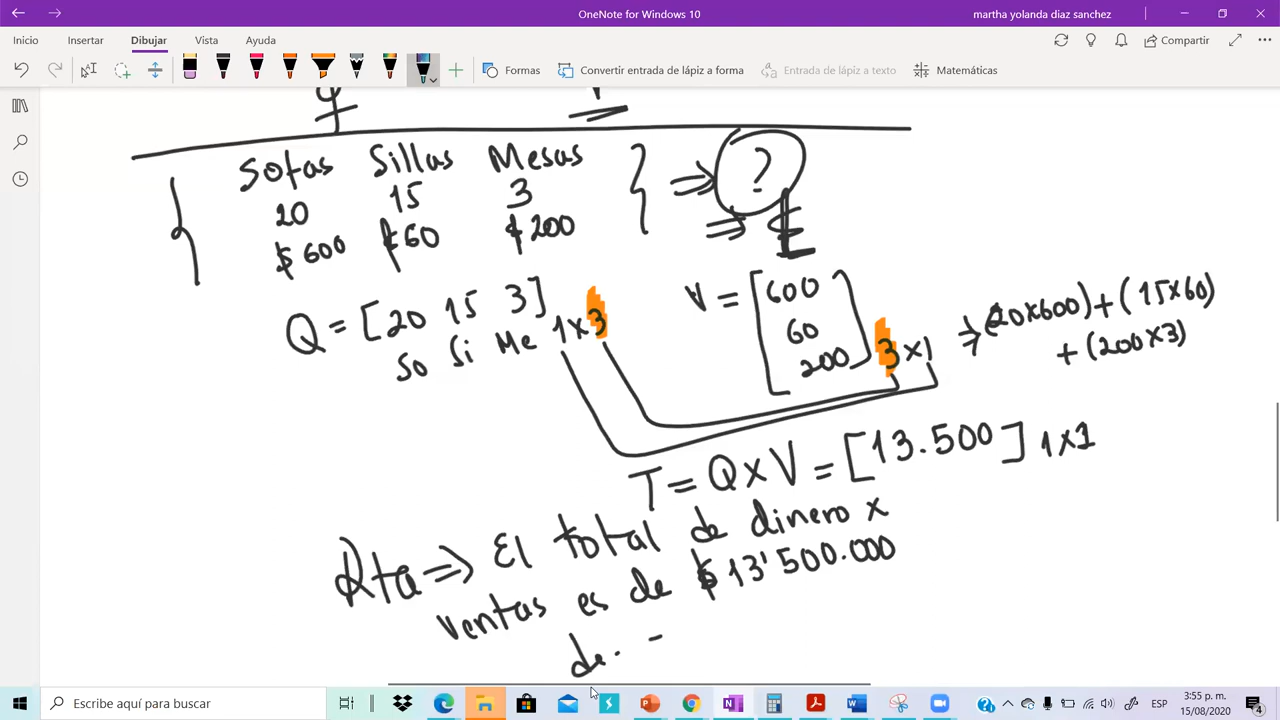 OneNote for Windows 10
martha yolanda diaz sanchez
Inicio Insertar Dibujar Vista Ayuda
Compartir
Formas Convertir entrada de lápiz a forma Entrada de lápiz a texto Matemáticas
Sofas Sillas Mesas
20 15 3
$600 $60 $200
⇒ ?
⇒ $
Q = [20 15 3] 1x3
So Si Me
V = [600
60
200] 3x1
⇒ (20x600) + (15x60)
+ (200x3)
T = QxV = [13.500] 1x1
Rta ⇒ El total de dinero x
ventas es de $13'500.000
de. -
Escribe aquí para buscar
ESP
3:55 p. m.
15/08/2020
4